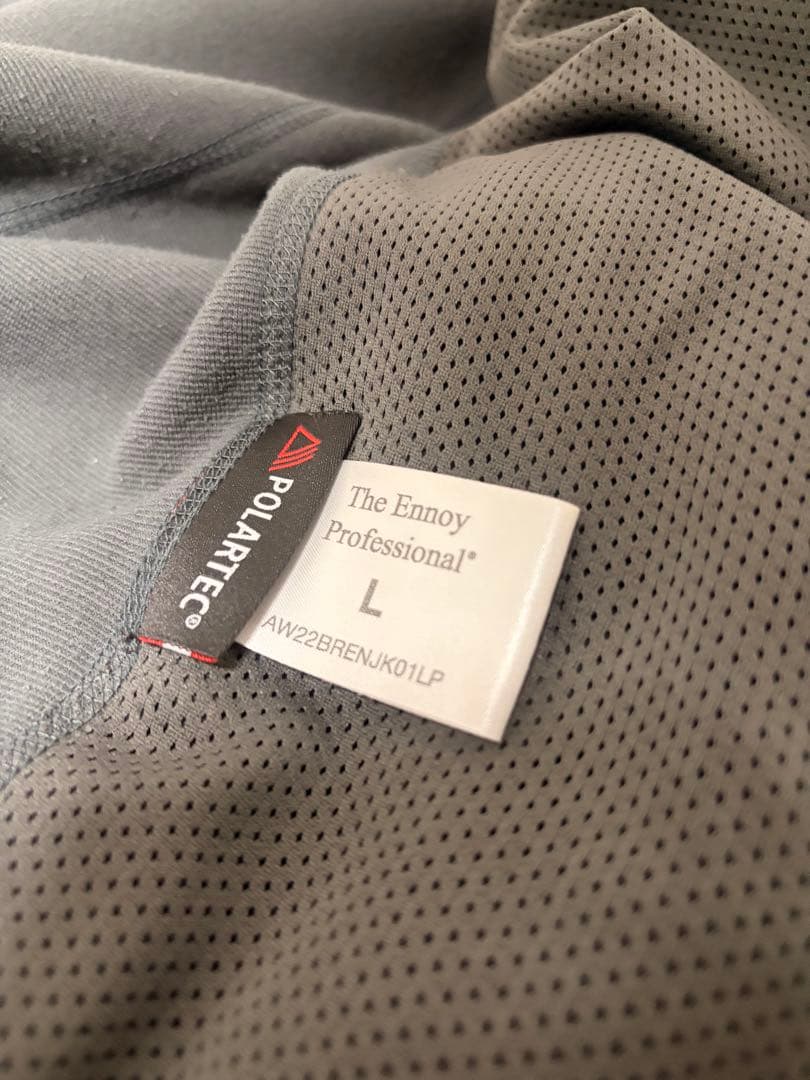 POLARTEC®
The Ennoy
Professional®
L
AW22BRENJK01LP